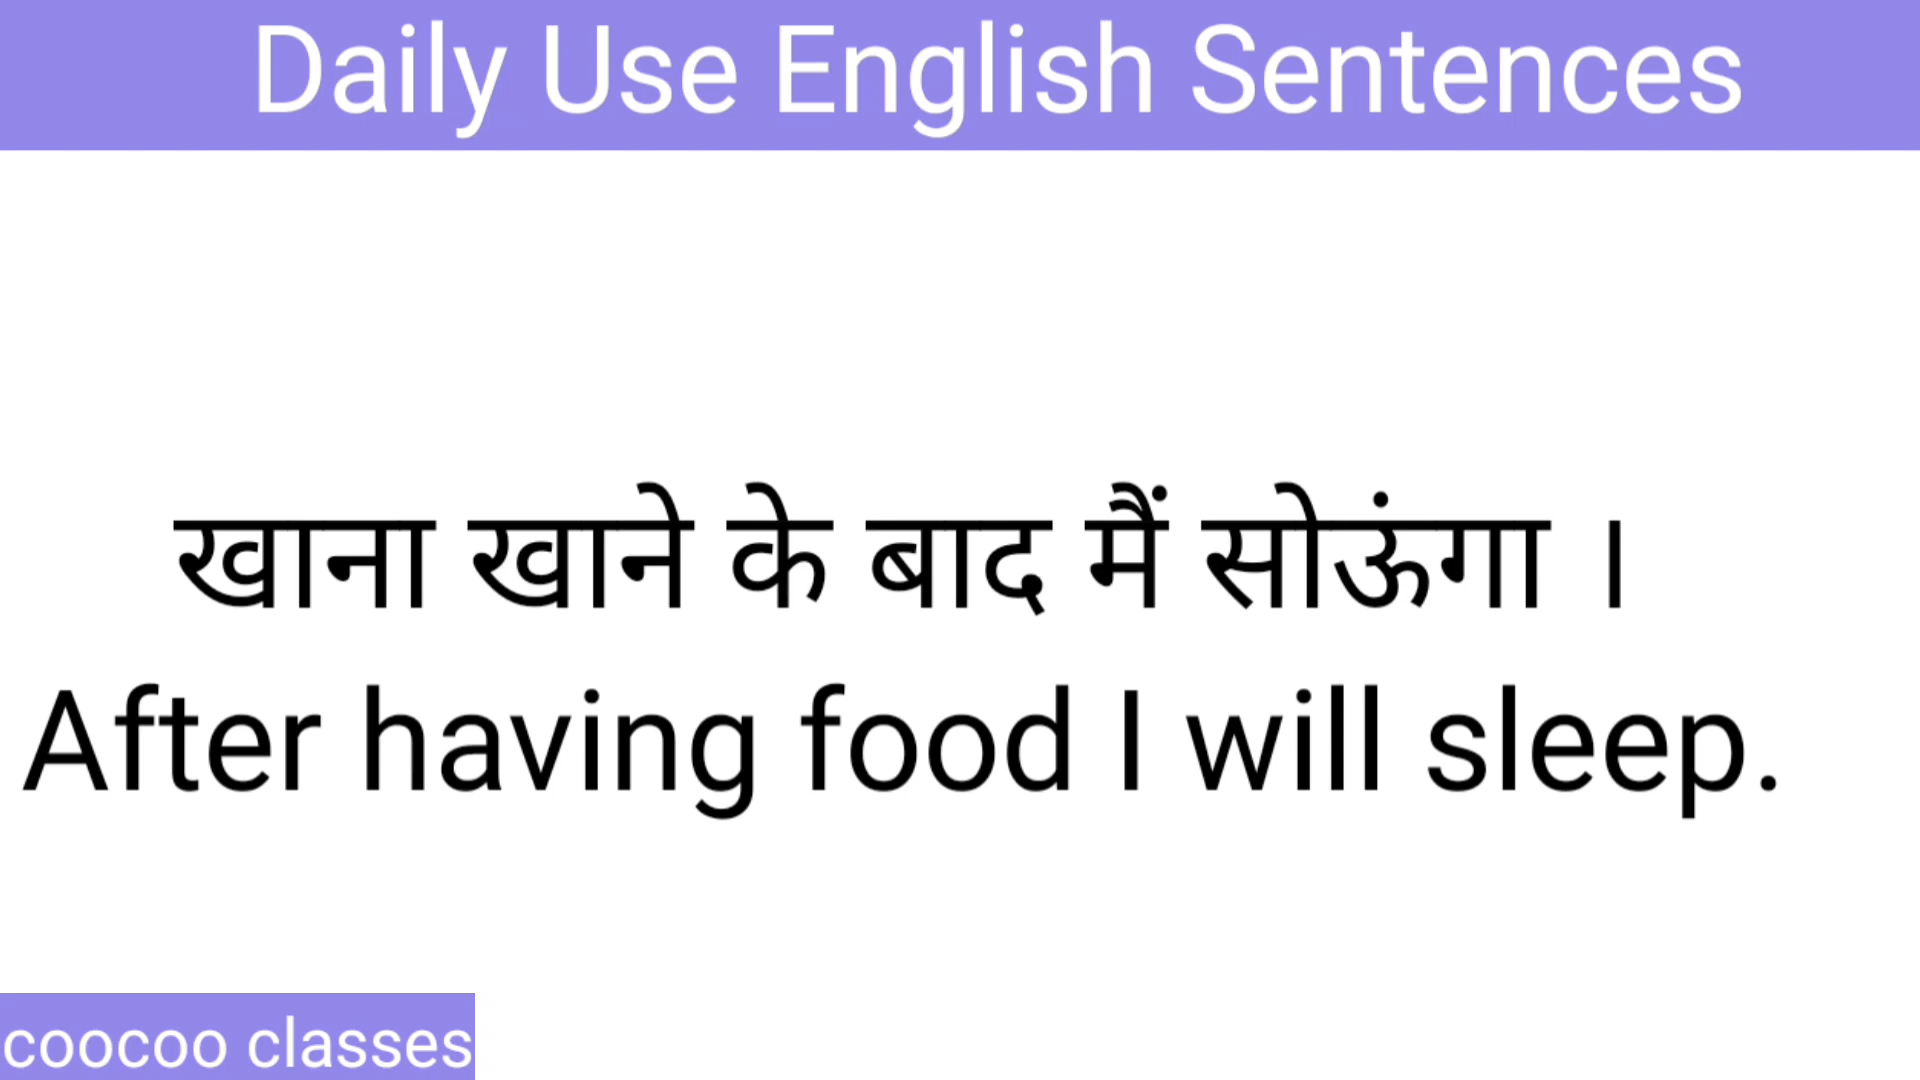 Daily Use English Sentences
खाना खाने के बाद मैं सोऊंगा ।
After having food I will sleep.
coocoo classes